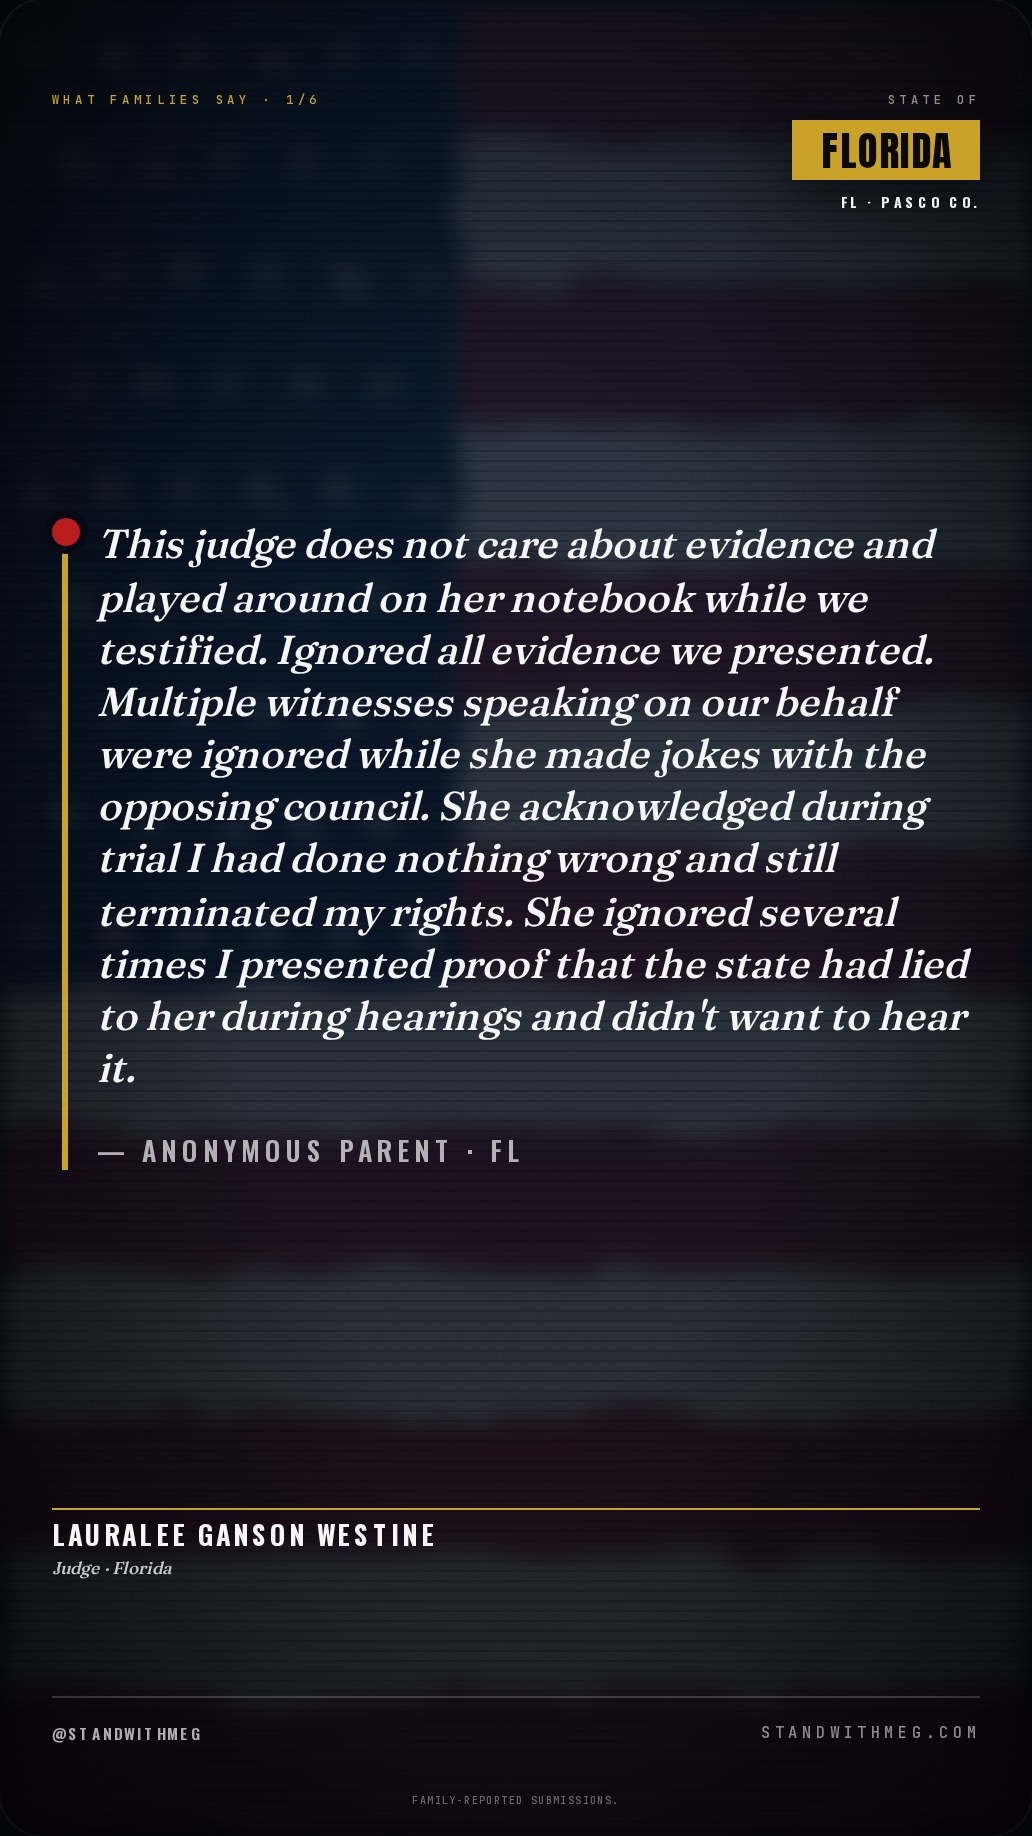 WHAT FAMILIES SAY · 1/6
STATE OF
FLORIDA
FL · PASCO CO.
This judge does not care about evidence and
played around on her notebook while we
testified. Ignored all evidence we presented.
Multiple witnesses speaking on our behalf
were ignored while she made jokes with the
opposing council. She acknowledged during
trial I had done nothing wrong and still
terminated my rights. She ignored several
times I presented proof that the state had lied
to her during hearings and didn't want to hear
it.
— ANONYMOUS PARENT · FL
LAURALEE GANSON WESTINE
Judge · Florida
@STANDWITHMEG
STANDWITHMEG.COM
FAMILY-REPORTED SUBMISSIONS.